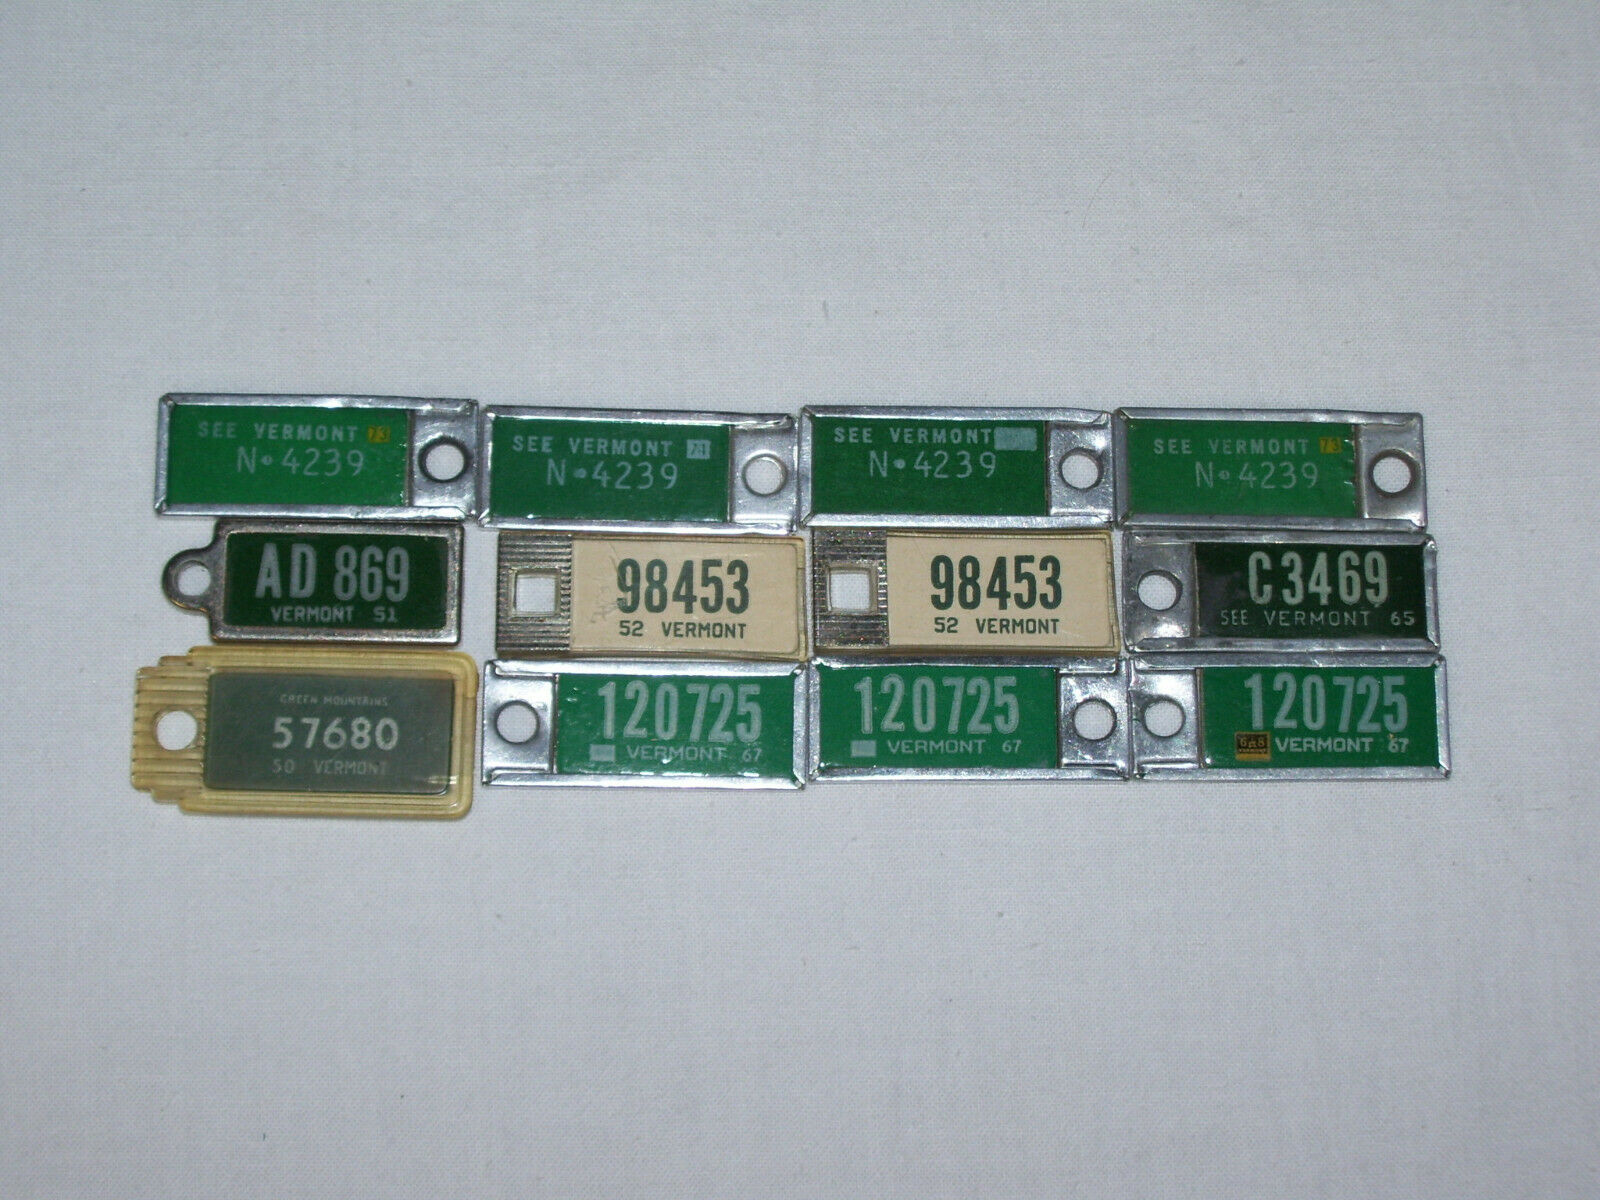 SEE VERMONT 73
N•4239
SEE VERMONT 71
N•4239
SEE VERMONT
N•4239
SEE VERMONT 73
N•4239
AD 869
VERMONT 51
98453
52 VERMONT
98453
52 VERMONT
C3469
SEE VERMONT 65
GREEN MOUNTAINS
57680
50 VERMONT
120725
VERMONT 67
120725
VERMONT 67
120725
VERMONT 67